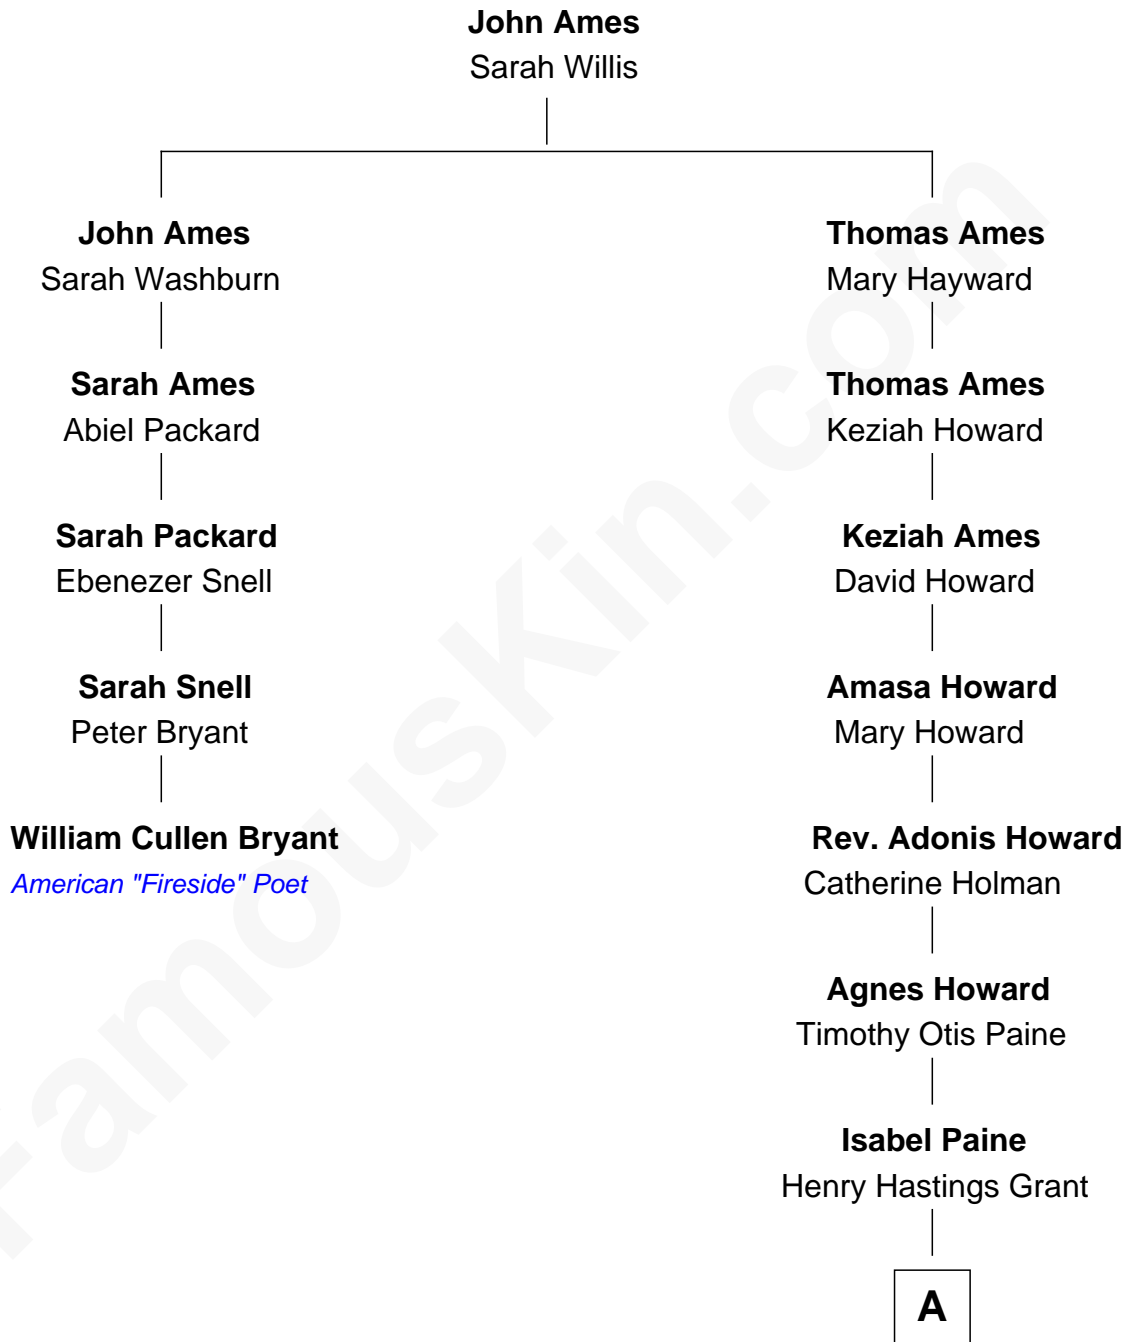 John Ames
Sarah Willis
John Ames
Sarah Washburn
Sarah Ames
Abiel Packard
Sarah Packard
Ebenezer Snell
Sarah Snell
Peter Bryant
William Cullen Bryant
American "Fireside" Poet
Thomas Ames
Mary Hayward
Thomas Ames
Keziah Howard
Keziah Ames
David Howard
Amasa Howard
Mary Howard
Rev. Adonis Howard
Catherine Holman
Agnes Howard
Timothy Otis Paine
Isabel Paine
Henry Hastings Grant
A
FamousKin.com